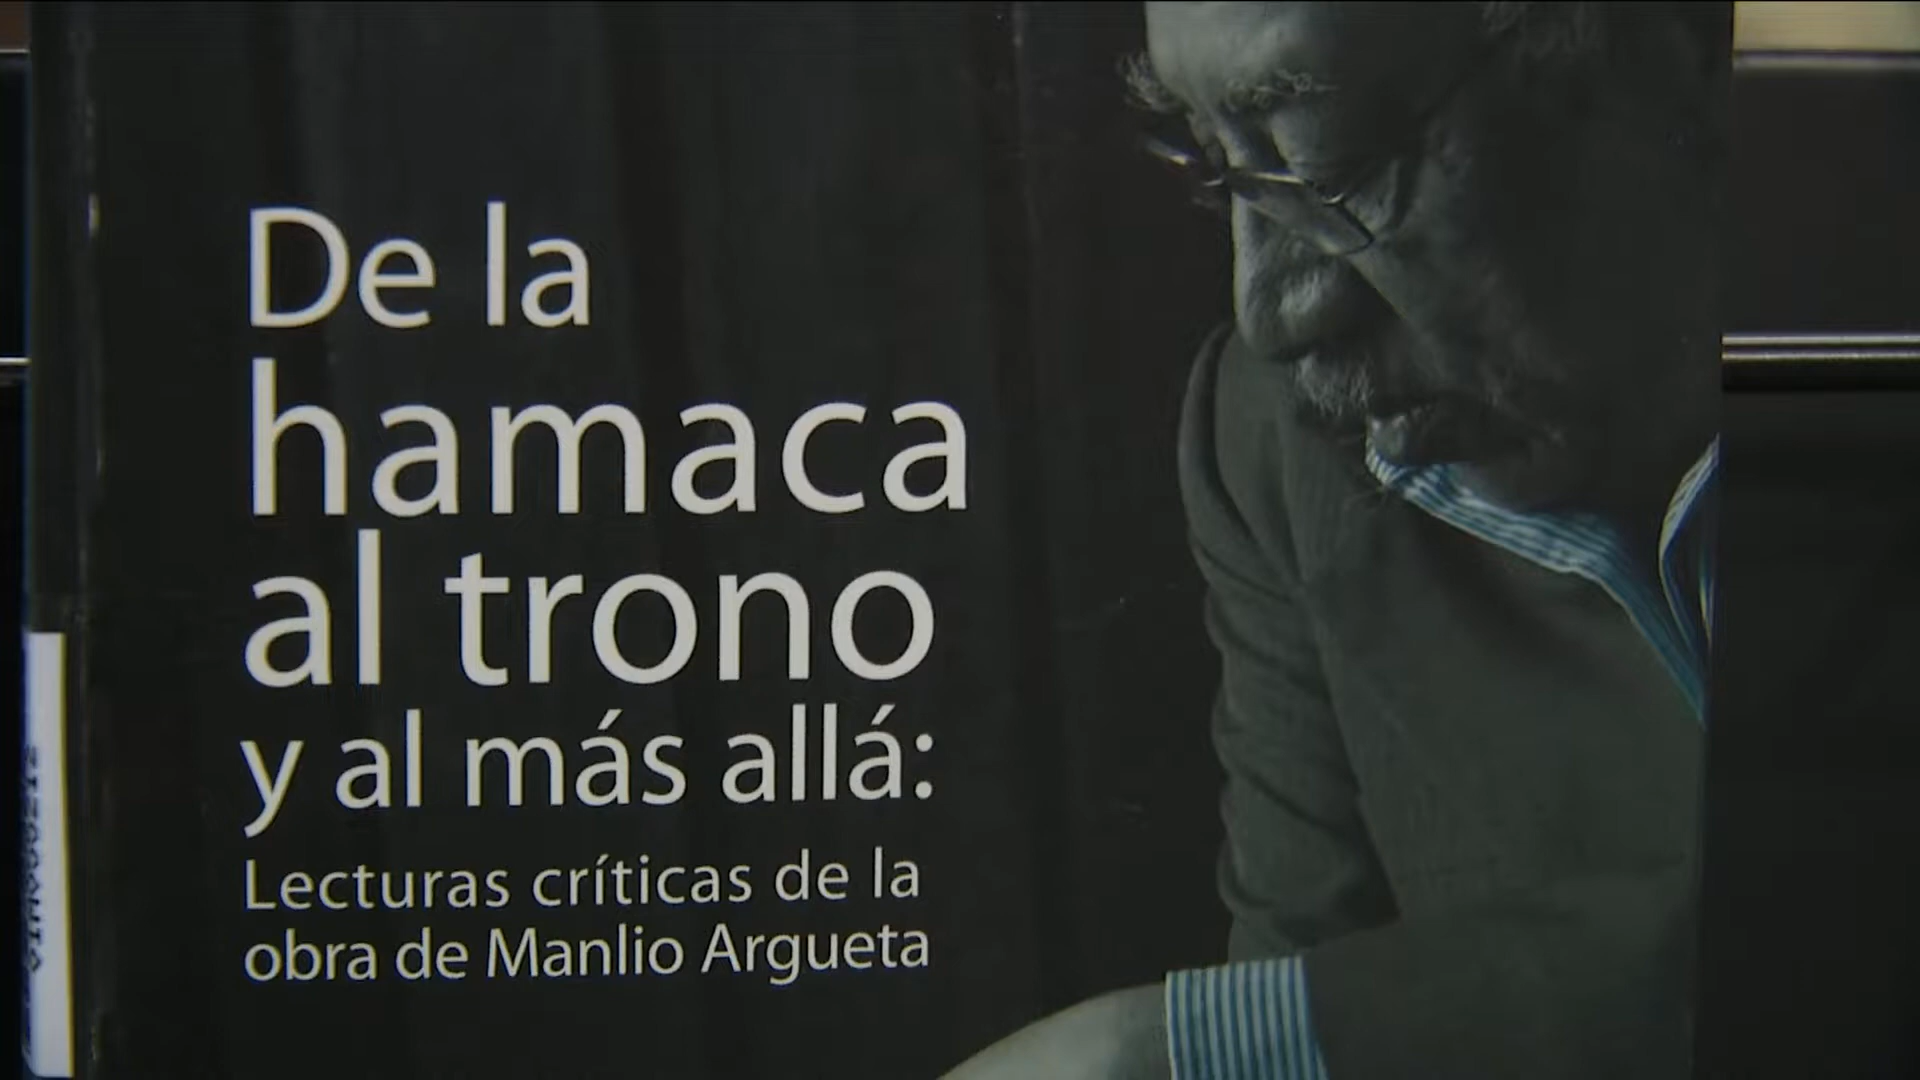 De la
hamaca
al trono
y al más allá:
Lecturas críticas de la
obra de Manlio Argueta